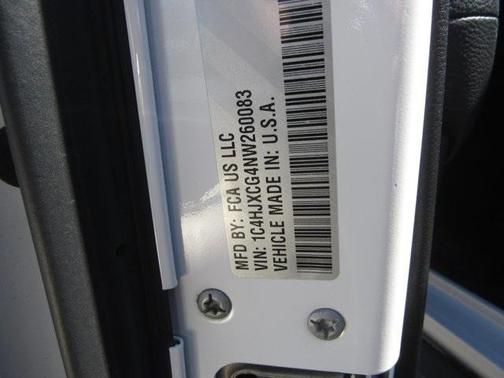 MFD BY: FCA US LLC
VIN: 1C4HJXCG4NW260083
VEHICLE MADE IN: U.S.A.